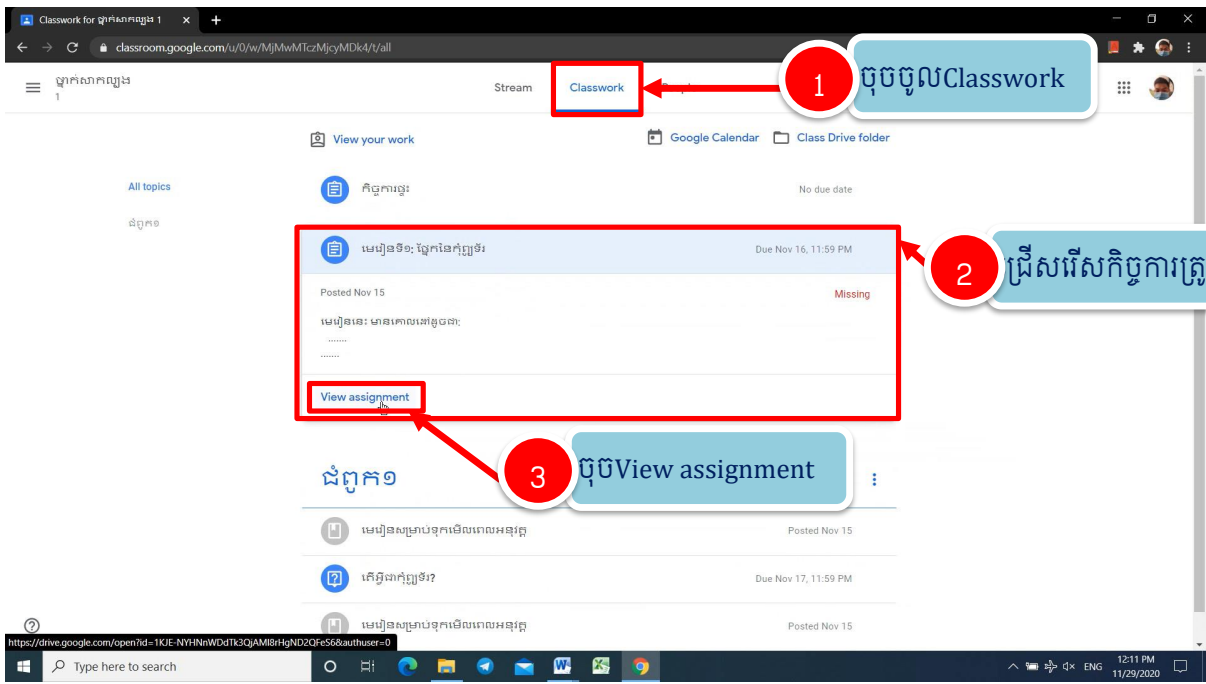 Classwork for ថ្នាក់សាកល្បង 1
classroom.google.com/u/0/w/MjMwMTczMjcyMDk4/t/all
ថ្នាក់សាកល្បង
1
Stream Classwork
1 ចុចចូលClasswork
View your work
Google Calendar Class Drive folder
All topics
ជំពូក១
កិច្ចការផ្ទះ No due date
មេរៀនទី១: ផ្នែកនៃកុំព្យូទ័រ Due Nov 16, 11:59 PM
2 ជ្រើសរើសកិច្ចការត្រូ
Posted Nov 15 Missing
មេរៀននេះ មានគោលដៅដូចជា:
.......
.......
View assignment
3 ចុចView assignment
ជំពូក១
មេរៀនសម្រាប់ទុកមើលពេលអនុវត្ត Posted Nov 15
តើអ្វីជាកុំព្យូទ័រ? Due Nov 17, 11:59 PM
មេរៀនសម្រាប់ទុកមើលពេលអនុវត្ត Posted Nov 15
https://drive.google.com/open?id=1KJE-NYHNnWDdTk3QjAMI8rHgND2QFeS6&authuser=0
Type here to search
ENG
12:11 PM
11/29/2020